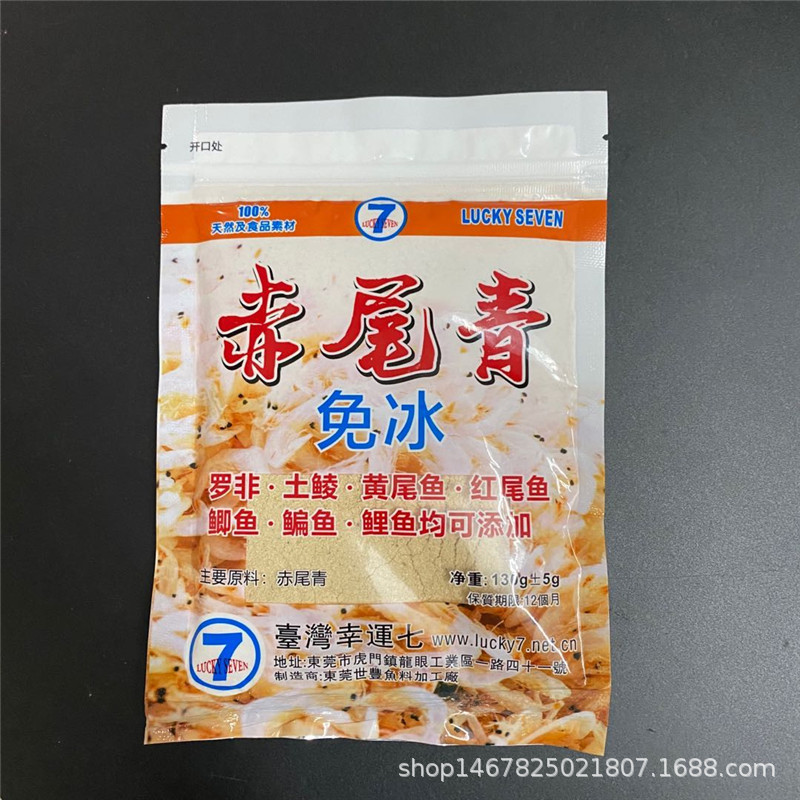 开口处
100%
天然及食品素材
7
LUCKY SEVEN
LUCKY SEVEN
赤尾青
免冰
罗非·土鲮·黄尾鱼·红尾鱼
鲫鱼·鳊鱼·鲤鱼均可添加
主要原料：赤尾青
净重:130g±5g
保質期限:12個月
7
LUCKY SEVEN
臺灣幸運七 www.lucky7.net.cn
地址:東莞市虎門鎮龍眼工業區一路四十一號
制造商:東莞世豐魚料加工廠
shop1467825021807.1688.com